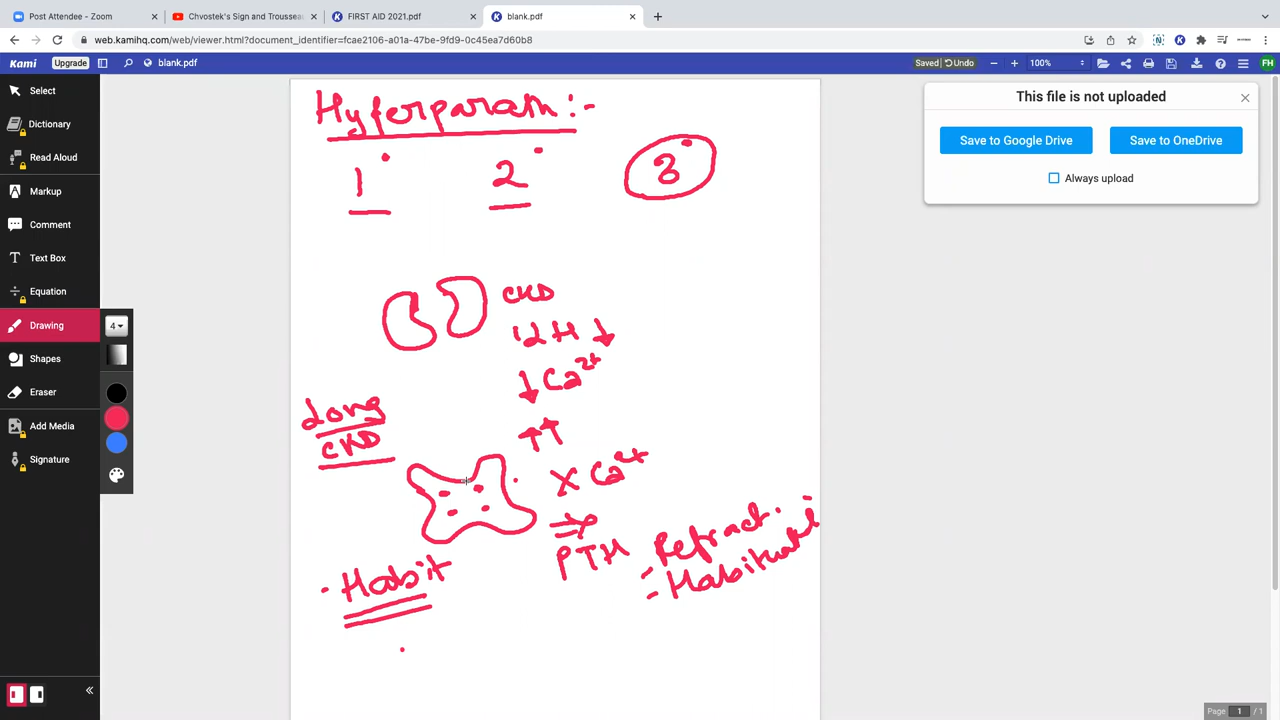 Post Attendee - Zoom
Chvostek's Sign and Trousseau
FIRST AID 2021.pdf
blank.pdf
web.kamihq.com/web/viewer.html?document_identifier=fcae2106-a01a-47be-9fd9-0c45ea7d60b8
Kami
Upgrade
blank.pdf
Saved
Undo
100%
FH
Select
Dictionary
Read Aloud
Markup
Comment
Text Box
Equation
Drawing
Shapes
Eraser
Add Media
Signature
4
This file is not uploaded
Save to Google Drive
Save to OneDrive
Always upload
Hyperparath :-
1°
2°
3°
CKD
1αH ↓
↓ Ca2+
↑↑
Long
CKD
X Ca2+
PTH
Refract.
- Habitual
. Habit
Page 1 / 1